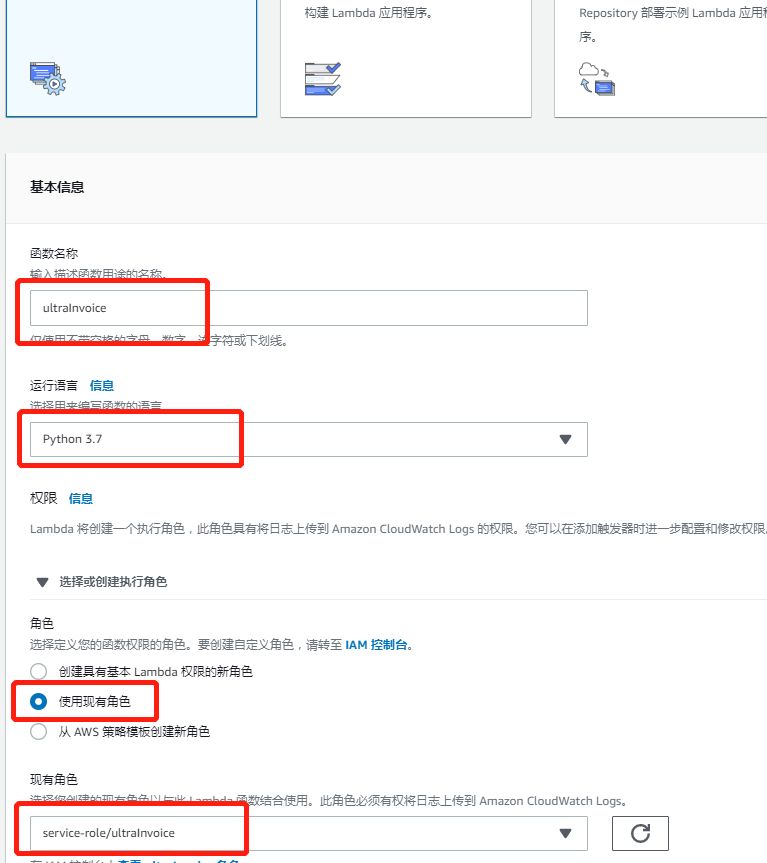 构建 Lambda 应用程序。
Repository 部署示例 Lambda 应用程
序。
基本信息
函数名称
输入描述函数用途的名称。
ultraInvoice
仅使用不带空格的字母、数字、连字符或下划线。
运行语言 信息
选择用来编写函数的语言
Python 3.7
权限 信息
Lambda 将创建一个执行角色，此角色具有将日志上传到 Amazon CloudWatch Logs 的权限。您可以在添加触发器时进一步配置和修改权限。
选择或创建执行角色
角色
选择定义您的函数权限的角色。要创建自定义角色，请转至 IAM 控制台。
创建具有基本 Lambda 权限的新角色
使用现有角色
从 AWS 策略模板创建新角色
现有角色
选择您创建的现有角色以与此 Lambda 函数结合使用。此角色必须有权将日志上传到 Amazon CloudWatch Logs。
service-role/ultraInvoice